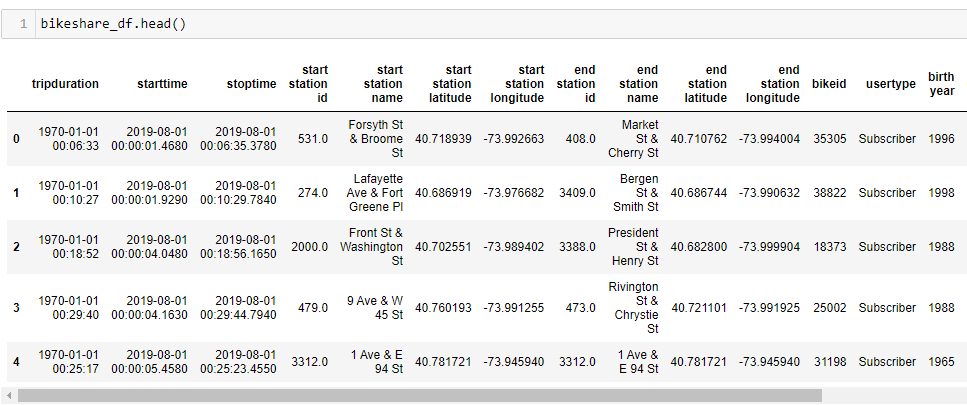 1 bikeshare_df.head()
start start start start end end end end
station station station station station station station station birth
tripduration starttime stoptime id name latitude longitude id name latitude longitude bikeid usertype year
0 1970-01-01 00:06:33 2019-08-01 00:00:01.4680 2019-08-01 00:06:35.3780 531.0 Forsyth St & Broome St 40.718939 -73.992663 408.0 Market St & Cherry St 40.710762 -73.994004 35305 Subscriber 1996
1 1970-01-01 00:10:27 2019-08-01 00:00:01.9290 2019-08-01 00:10:29.7840 274.0 Lafayette Ave & Fort Greene Pl 40.686919 -73.976682 3409.0 Bergen St & Smith St 40.686744 -73.990632 38822 Subscriber 1998
2 1970-01-01 00:18:52 2019-08-01 00:00:04.0480 2019-08-01 00:18:56.1650 2000.0 Front St & Washington St 40.702551 -73.989402 3388.0 President St & Henry St 40.682800 -73.999904 18373 Subscriber 1988
3 1970-01-01 00:29:40 2019-08-01 00:00:04.1630 2019-08-01 00:29:44.7940 479.0 9 Ave & W 45 St 40.760193 -73.991255 473.0 Rivington St & Chrystie St 40.721101 -73.991925 25002 Subscriber 1988
4 1970-01-01 00:25:17 2019-08-01 00:00:05.4580 2019-08-01 00:25:23.4550 3312.0 1 Ave & E 94 St 40.781721 -73.945940 3312.0 1 Ave & E 94 St 40.781721 -73.945940 31198 Subscriber 1965